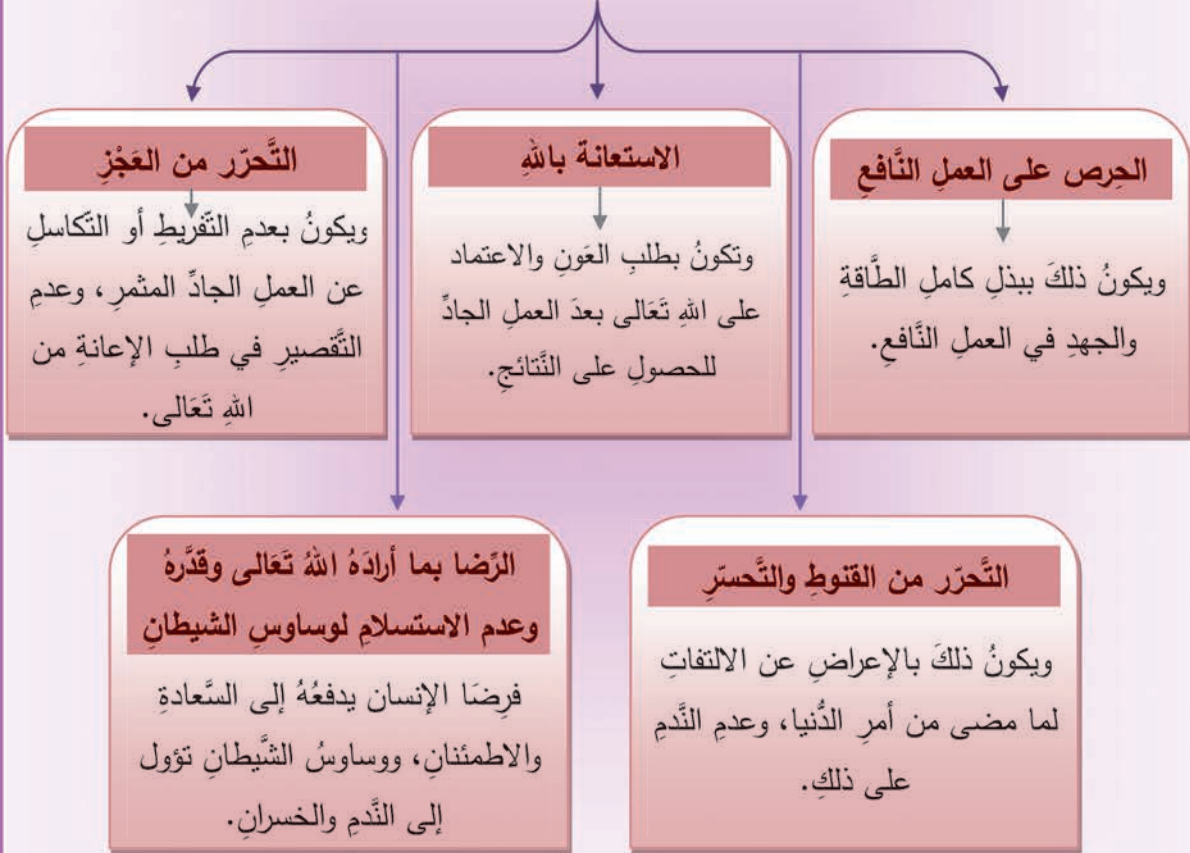 الحِرص على العملِ النَّافعِ
ويكونُ ذلكَ ببذلِ كاملِ الطَّاقةِ
والجهدِ في العملِ النَّافعِ.
الاستعانة باللهِ
وتكونُ بطلبِ العَونِ والاعتماد
على اللهِ تَعَالى بعدَ العملِ الجادِّ
للحصولِ على النَّتائجِ.
التَّحرّر من العَجْزِ
ويكونُ بعدمِ التَّفريطِ أو التَّكاسلِ
عن العملِ الجادِّ المثمرِ، وعدمِ
التَّقصيرِ في طلبِ الإعانةِ من
اللهِ تَعَالى.
التَّحرّر من القنوطِ والتَّحسّرِ
ويكونُ ذلكَ بالإعراضِ عن الالتفاتِ
لما مضى من أمرِ الدُّنيا، وعدمِ النَّدمِ
على ذلكِ.
الرِّضا بما أرادَهُ اللهُ تَعَالى وقدَّرهُ
وعدم الاستسلامِ لوساوسِ الشيطانِ
فرِضَا الإنسان يدفعُهُ إلى السَّعادةِ
والاطمئنانِ، ووساوسُ الشَّيطانِ تؤول
إلى النَّدمِ والخسرانِ.